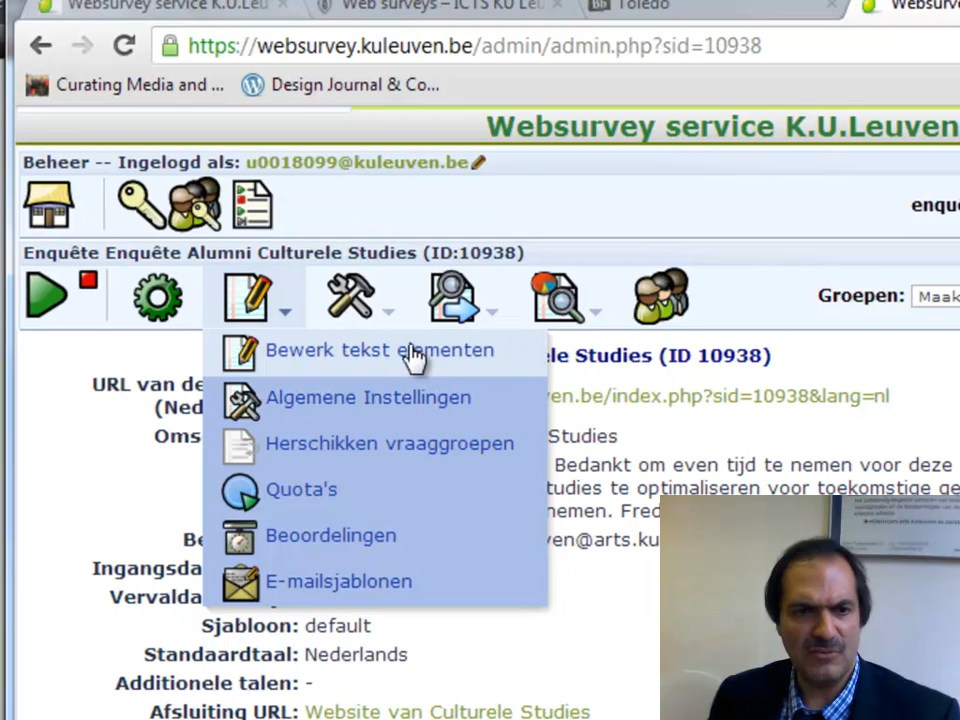 Websurvey service K.U.Leu
Web surveys – ICTS KU Leu
Bb Toledo
Websurve
https://websurvey.kuleuven.be/admin/admin.php?sid=10938
Curating Media and ...
Design Journal & Co...
Websurvey service K.U.Leuven
Beheer -- Ingelogd als: u0018099@kuleuven.be
enqu
Enquête Enquête Alumni Culturele Studies (ID:10938)
Groepen: Maak
Bewerk tekst elementen
le Studies (ID 10938)
URL van de
en.be/index.php?sid=10938&lang=nl
Algemene Instellingen
(Ned
Oms
Studies
Herschikken vraaggroepen
Bedankt om even tijd te nemen voor deze
tudies te optimaliseren voor toekomstige ge
Quota's
nemen. Fred
Be
Beoordelingen
ven@arts.ku
Ingangsda
E-mailsjablonen
Vervalda
Sjabloon: default
Standaardtaal: Nederlands
Additionele talen: -
Afsluiting URL: Website van Culturele Studies